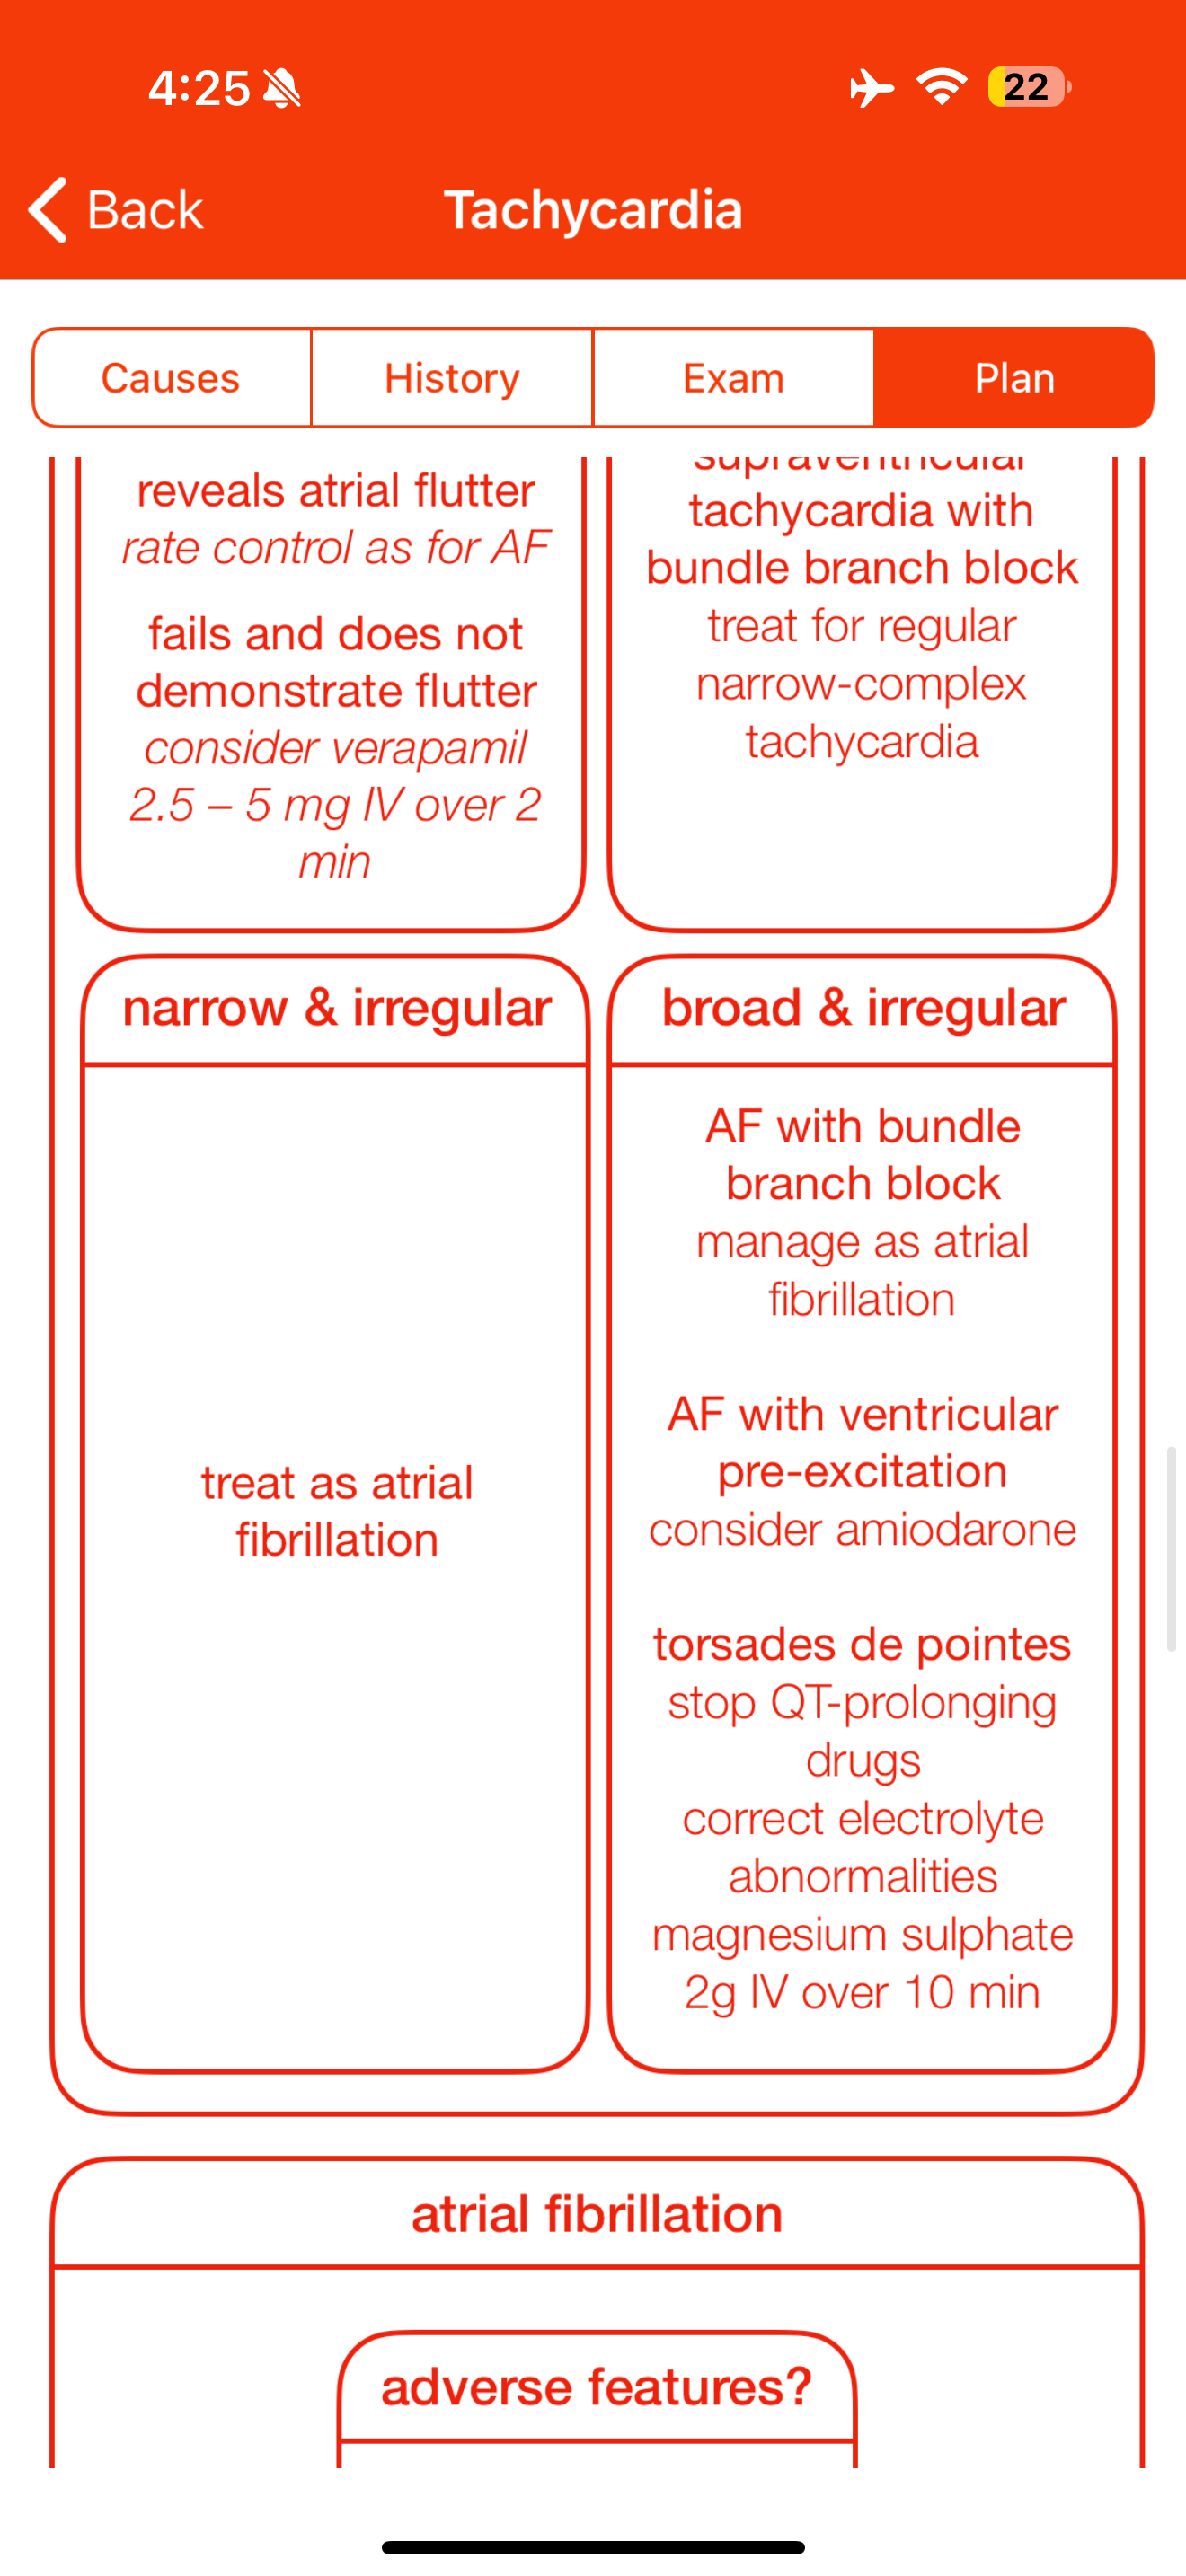 4:25
22
Back
Tachycardia
Causes
History
Exam
Plan
reveals atrial flutter
rate control as for AF
fails and does not
demonstrate flutter
consider verapamil
2.5 – 5 mg IV over 2
min
supraventricular
tachycardia with
bundle branch block
treat for regular
narrow-complex
tachycardia
narrow & irregular
treat as atrial
fibrillation
broad & irregular
AF with bundle
branch block
manage as atrial
fibrillation
AF with ventricular
pre-excitation
consider amiodarone
torsades de pointes
stop QT-prolonging
drugs
correct electrolyte
abnormalities
magnesium sulphate
2g IV over 10 min
atrial fibrillation
adverse features?